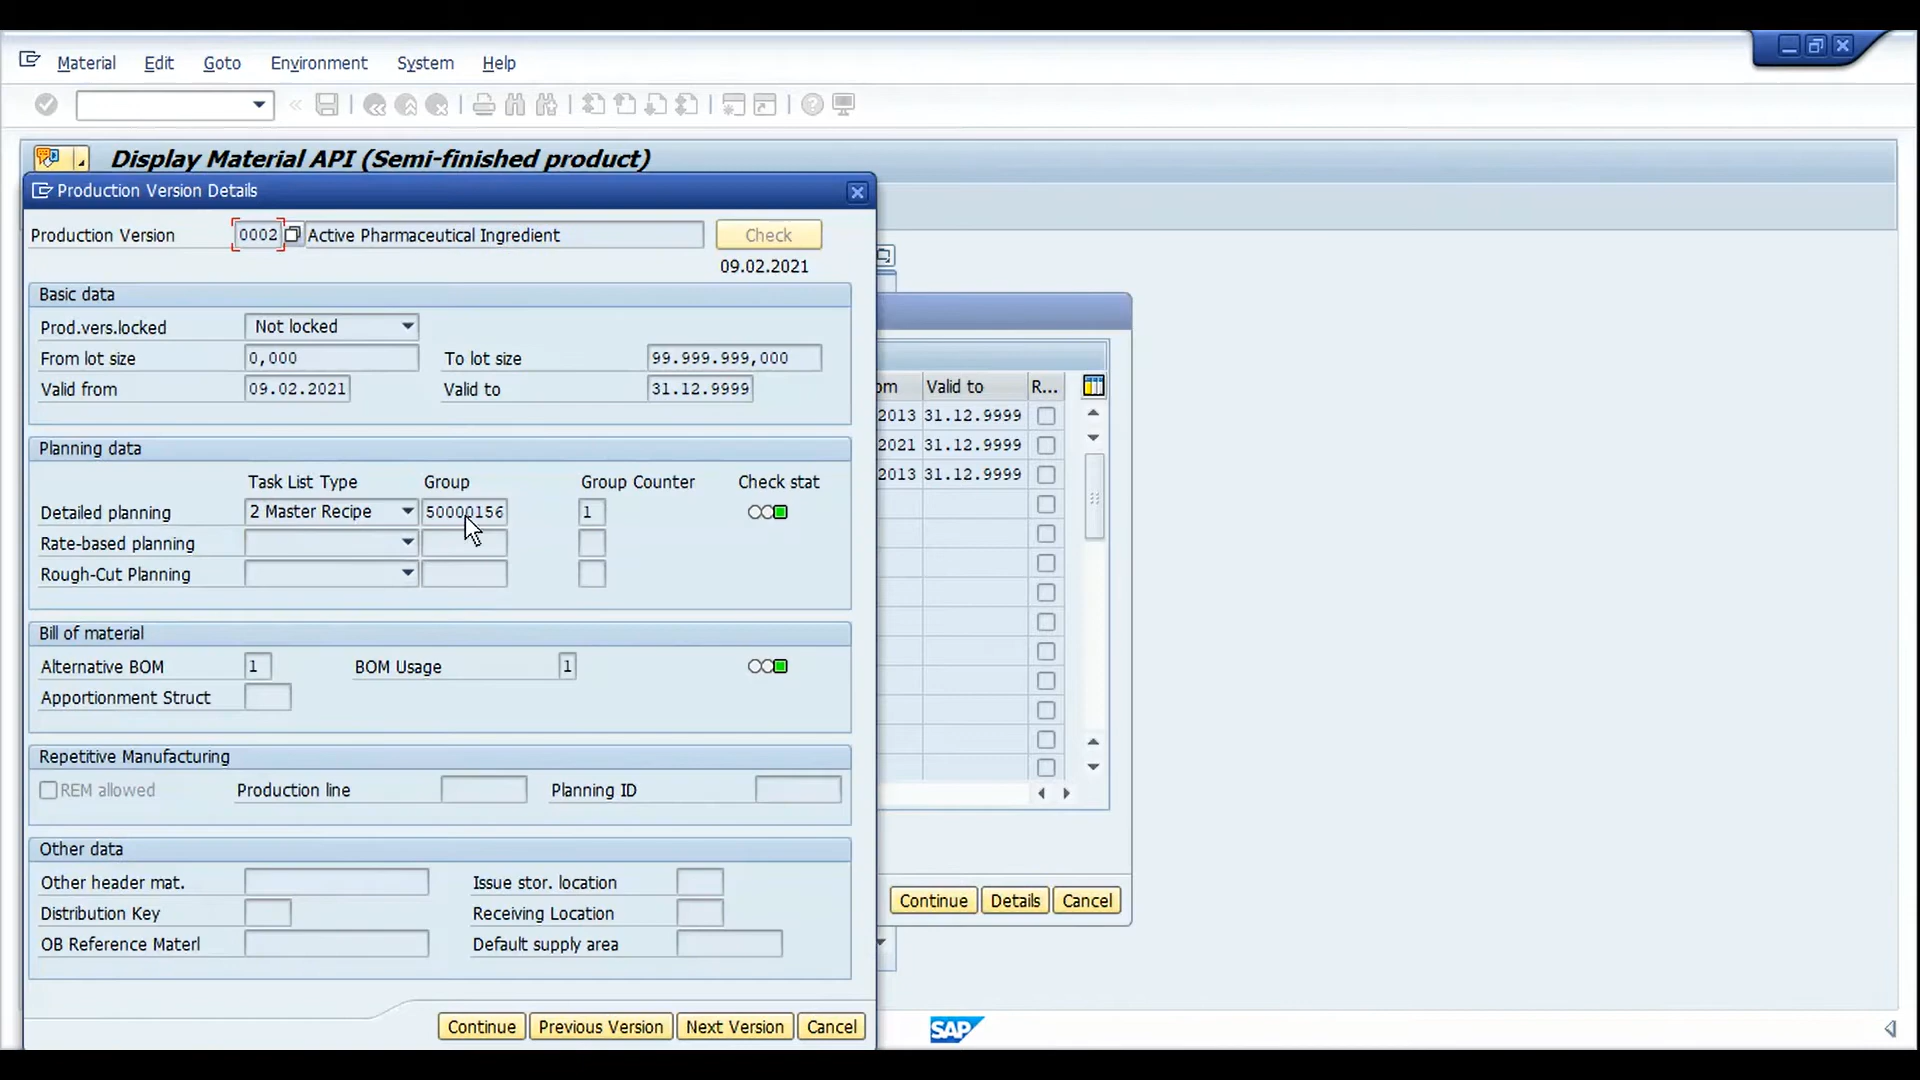 Material Edit Goto Environment System Help
Display Material API (Semi-finished product)
Production Version Details
Production Version 0002 Active Pharmaceutical Ingredient Check
09.02.2021
Basic data
Prod.vers.locked Not locked
From lot size 0,000 To lot size 99.999.999,000
Valid from 09.02.2021 Valid to 31.12.9999
Planning data
Task List Type Group Group Counter Check stat
Detailed planning 2 Master Recipe 50000156 1
Rate-based planning
Rough-Cut Planning
Bill of material
Alternative BOM 1 BOM Usage 1
Apportionment Struct
Repetitive Manufacturing
REM allowed Production line Planning ID
Other data
Other header mat. Issue stor. location
Distribution Key Receiving Location
OB Reference Materl Default supply area
Continue Previous Version Next Version Cancel
om Valid to R...
2013 31.12.9999
2021 31.12.9999
2013 31.12.9999
Continue Details Cancel
SAP